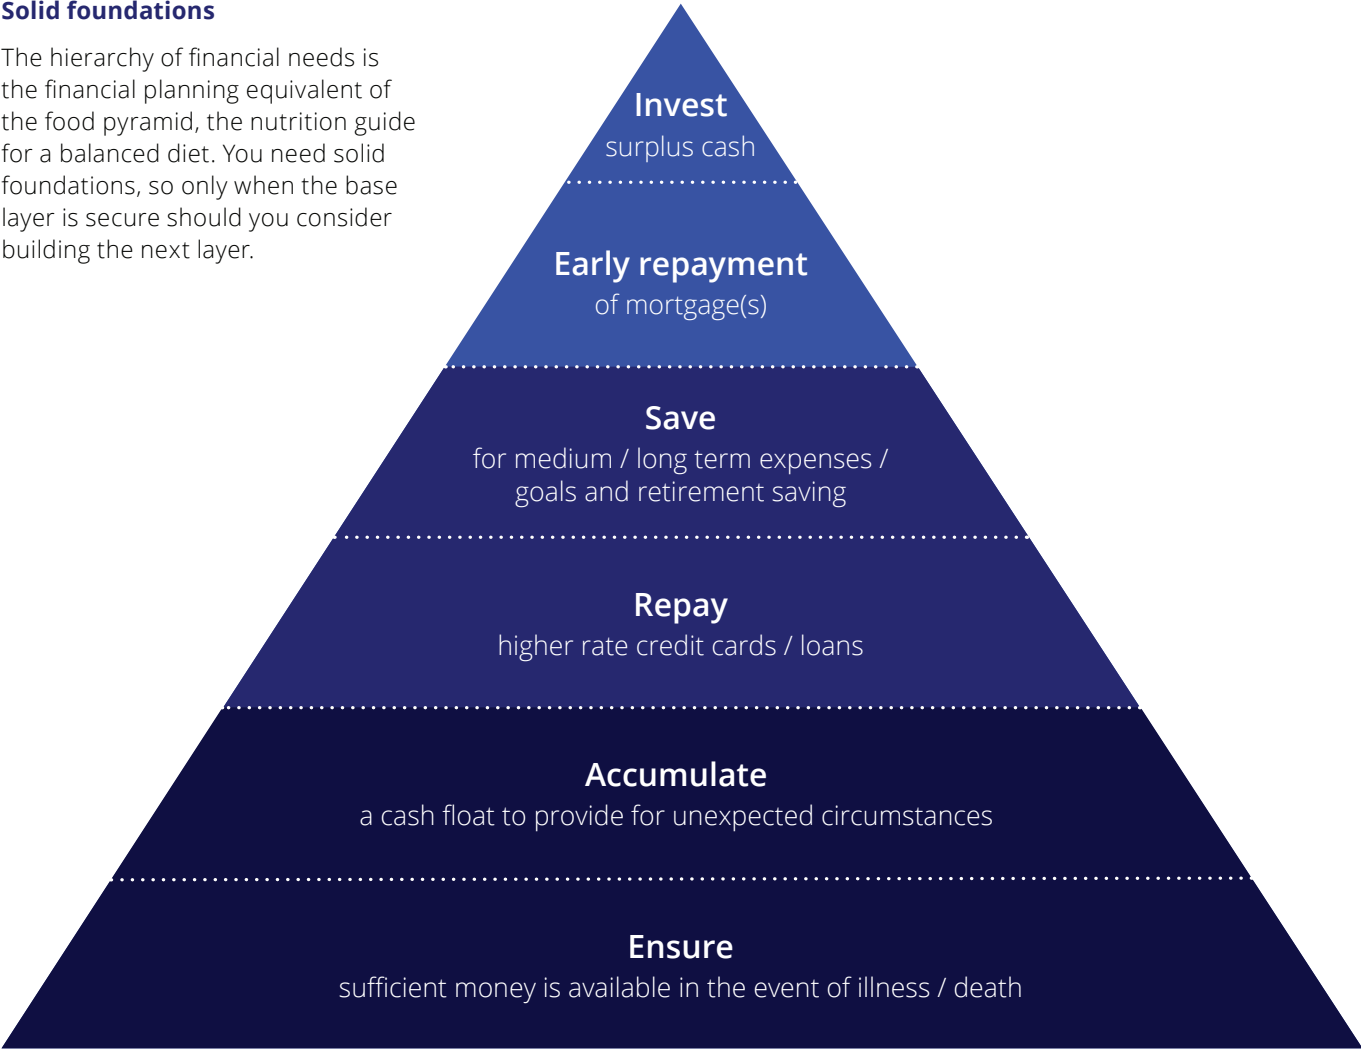 Solid foundations
The hierarchy of financial needs is
the financial planning equivalent of
the food pyramid, the nutrition guide
for a balanced diet. You need solid
foundations, so only when the base
layer is secure should you consider
building the next layer.
Invest
surplus cash
Early repayment
of mortgage(s)
Save
for medium / long term expenses /
goals and retirement saving
Repay
higher rate credit cards / loans
Accumulate
a cash float to provide for unexpected circumstances
Ensure
sufficient money is available in the event of illness / death